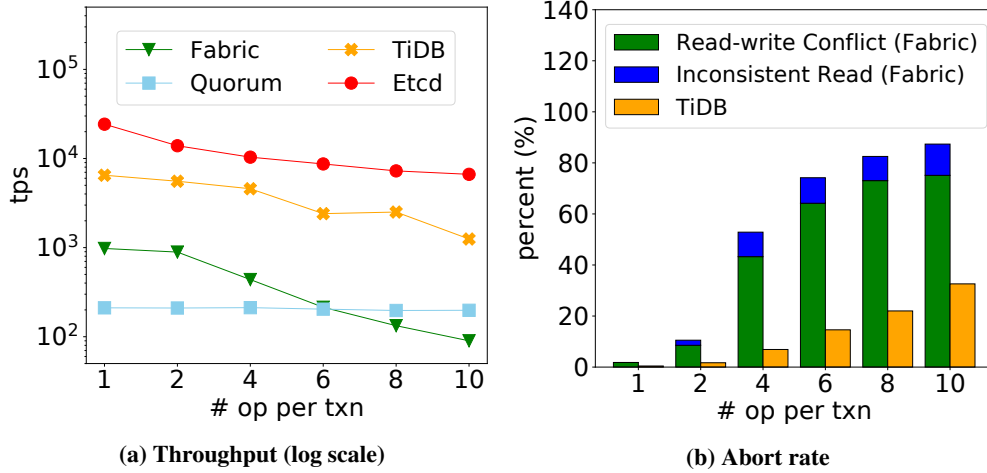 Fabric
Quorum
TiDB
Etcd
10^5
10^4
10^3
10^2
tps
1 2 4 6 8 10
# op per txn
(a) Throughput (log scale)
Read-write Conflict (Fabric)
Inconsistent Read (Fabric)
TiDB
140
120
100
80
60
40
20
0
percent (%)
1 2 4 6 8 10
# op per txn
(b) Abort rate